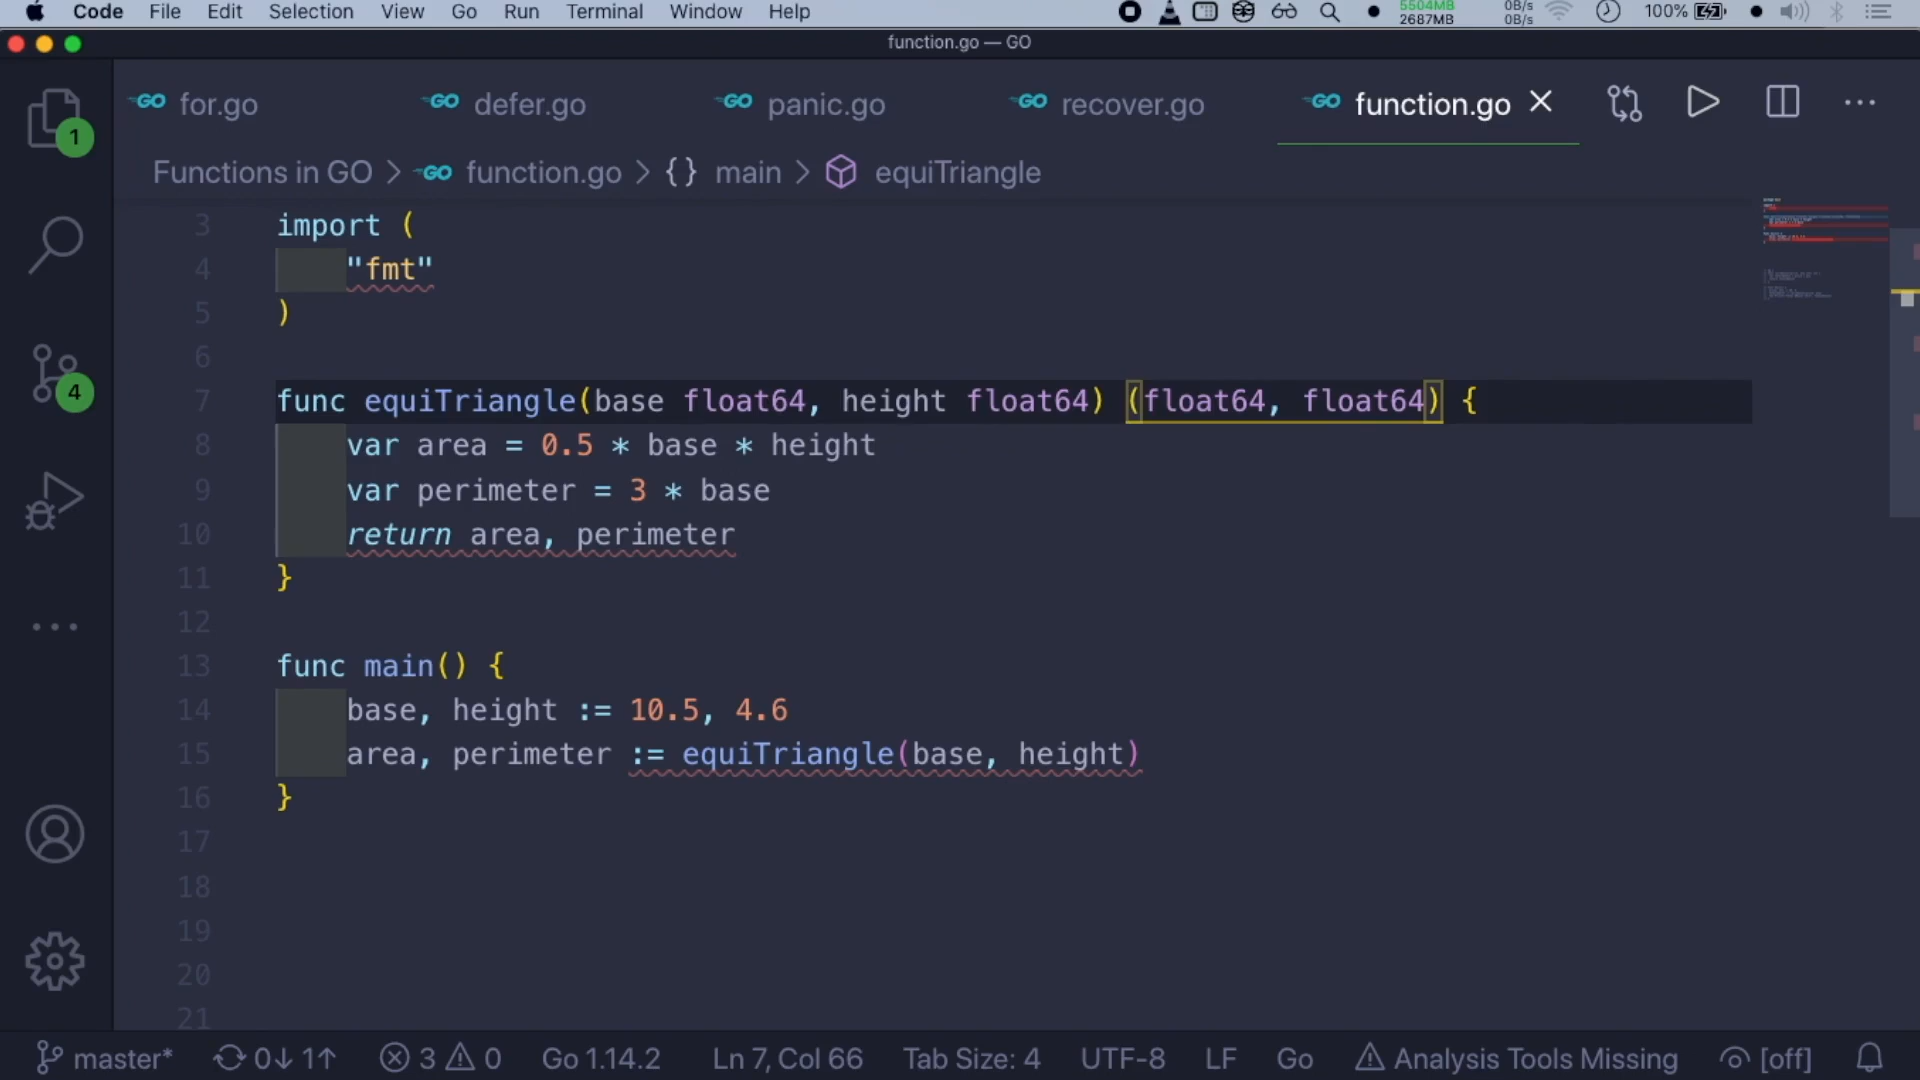 Code File Edit Selection View Go Run Terminal Window Help 5504MB 2687MB 0B/s 0B/s 100%
function.go — GO
GO for.go GO defer.go GO panic.go GO recover.go GO function.go
1
Functions in GO > GO function.go > {} main > equiTriangle
3 import (
4 "fmt"
5 )
6
7 func equiTriangle(base float64, height float64) (float64, float64) {
8 var area = 0.5 * base * height
9 var perimeter = 3 * base
10 return area, perimeter
11 }
12
13 func main() {
14 base, height := 10.5, 4.6
15 area, perimeter := equiTriangle(base, height)
16 }
17
18
19
20
21
4
master* 0↓ 1↑ 3 0 Go 1.14.2 Ln 7, Col 66 Tab Size: 4 UTF-8 LF Go Analysis Tools Missing [off]